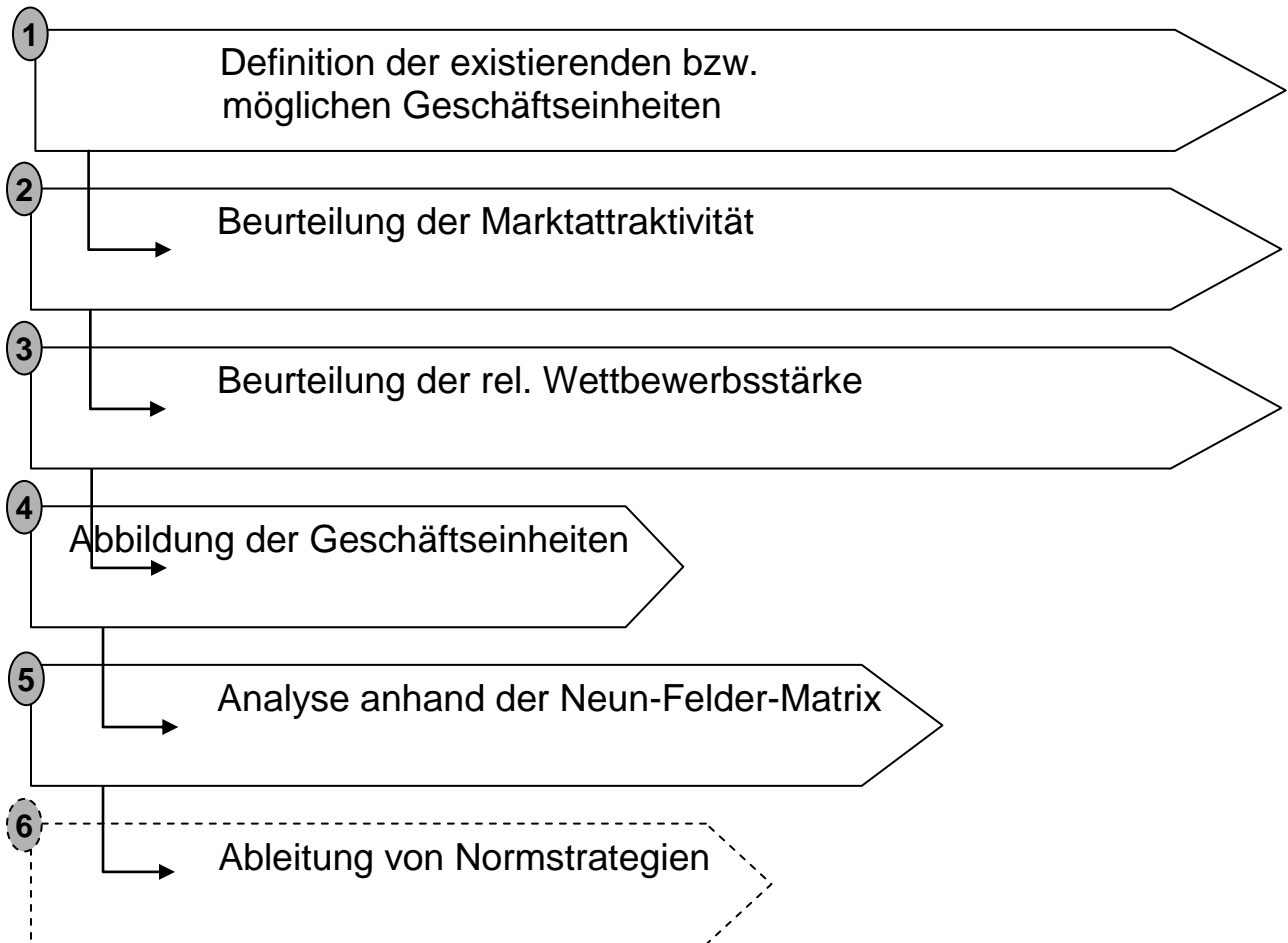 1
Definition der existierenden bzw.
möglichen Geschäftseinheiten
2
Beurteilung der Marktattraktivität
3
Beurteilung der rel. Wettbewerbsstärke
4
Abbildung der Geschäftseinheiten
5
Analyse anhand der Neun-Felder-Matrix
6
Ableitung von Normstrategien